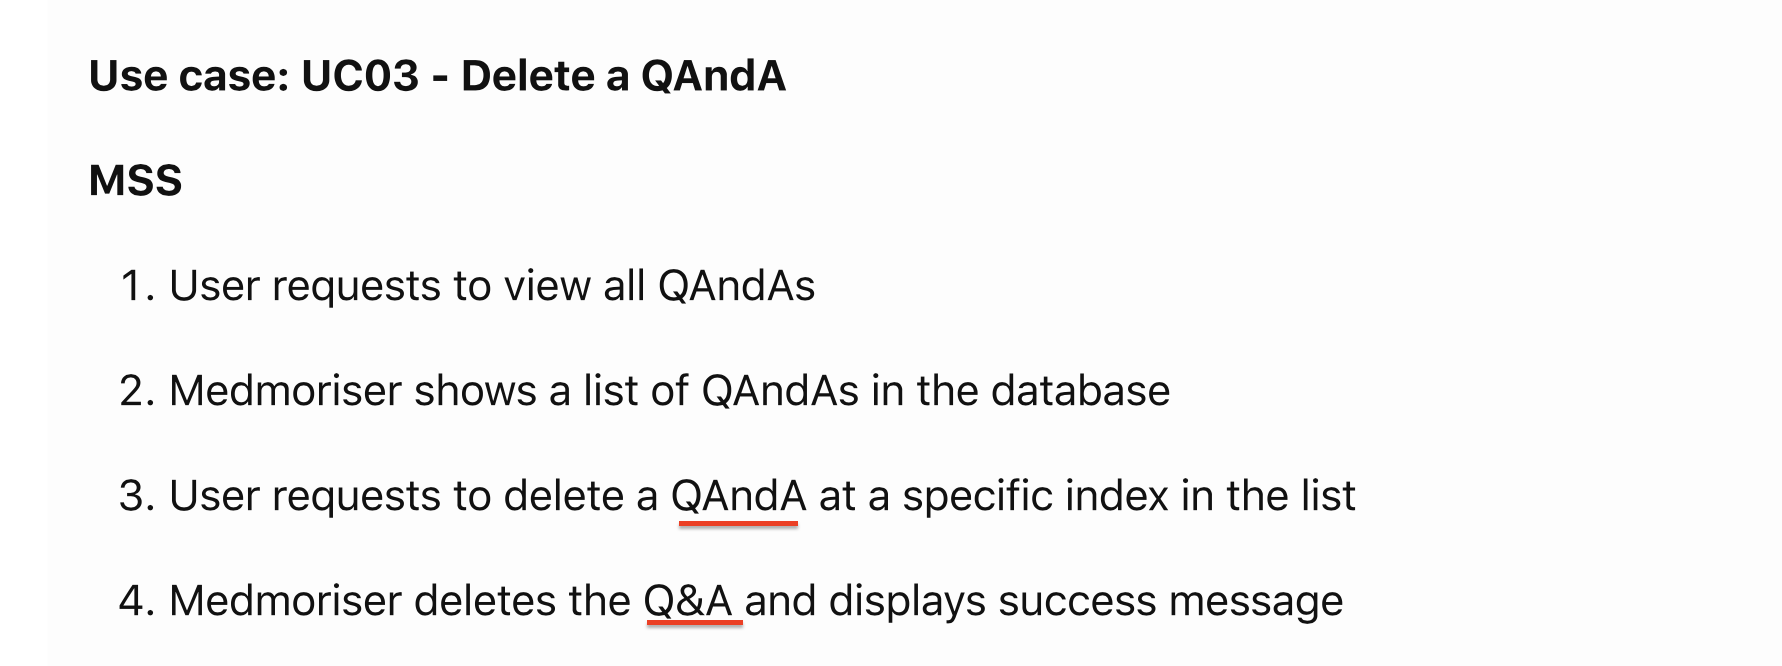 Use case: UC03 - Delete a QAndA
MSS
1. User requests to view all QAndAs
2. Medmoriser shows a list of QAndAs in the database
3. User requests to delete a QAndA at a specific index in the list
4. Medmoriser deletes the Q&A and displays success message